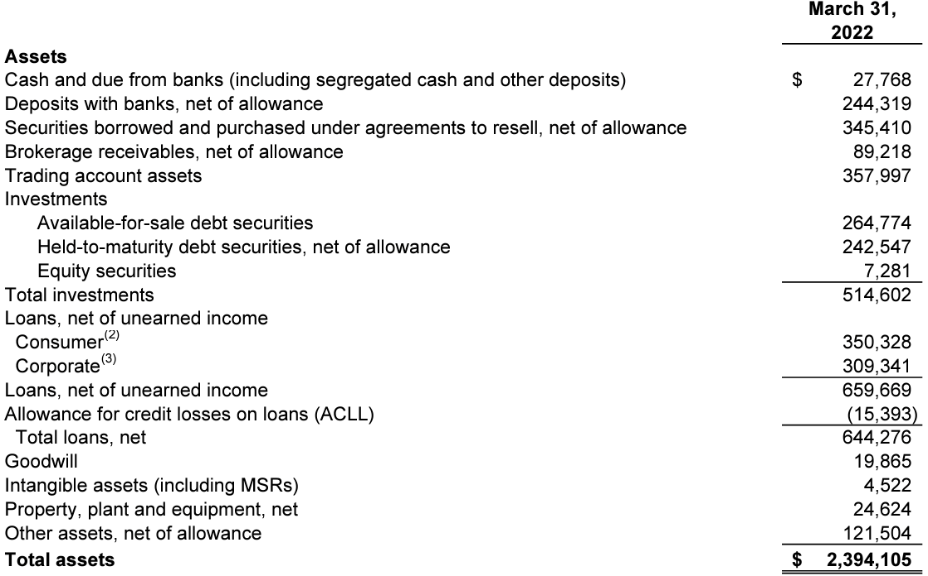 March 31,
2022
Assets
Cash and due from banks (including segregated cash and other deposits) $ 27,768
Deposits with banks, net of allowance 244,319
Securities borrowed and purchased under agreements to resell, net of allowance 345,410
Brokerage receivables, net of allowance 89,218
Trading account assets 357,997
Investments
Available-for-sale debt securities 264,774
Held-to-maturity debt securities, net of allowance 242,547
Equity securities 7,281
Total investments 514,602
Loans, net of unearned income
Consumer(2) 350,328
Corporate(3) 309,341
Loans, net of unearned income 659,669
Allowance for credit losses on loans (ACLL) (15,393)
Total loans, net 644,276
Goodwill 19,865
Intangible assets (including MSRs) 4,522
Property, plant and equipment, net 24,624
Other assets, net of allowance 121,504
Total assets $ 2,394,105